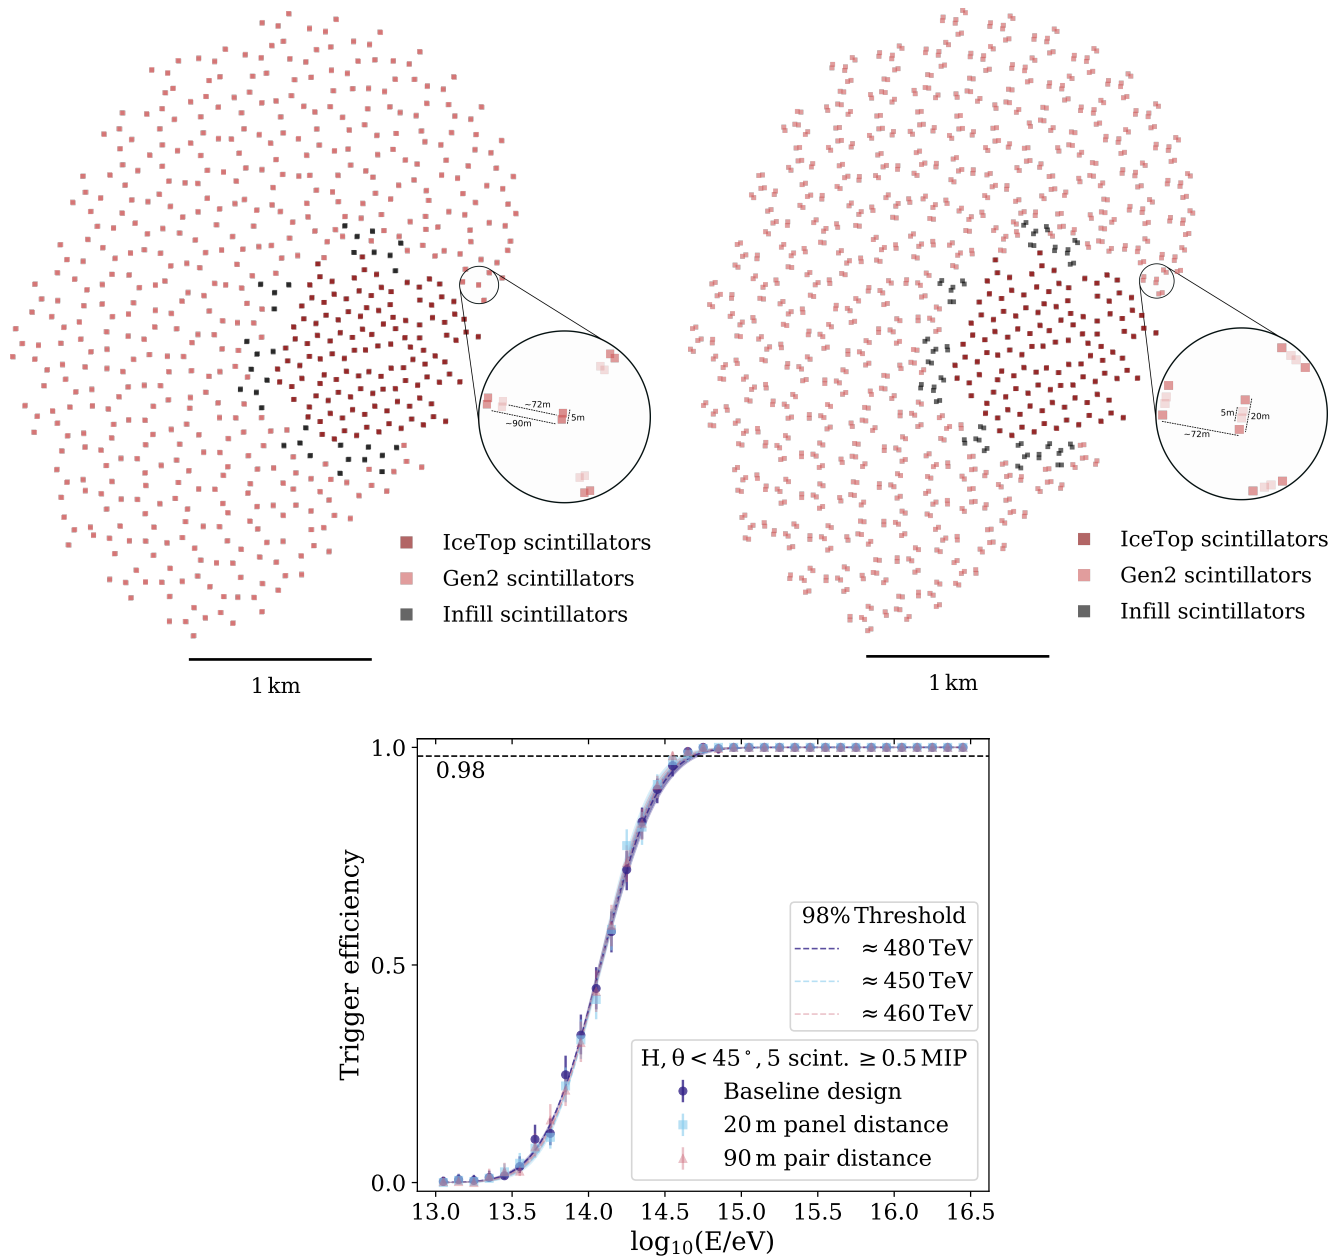 ~72m
5m
~90m
IceTop scintillators
Gen2 scintillators
Infill scintillators
1 km
5m
20m
~72m
IceTop scintillators
Gen2 scintillators
Infill scintillators
1 km
1.0
0.98
0.5
0.0
Trigger efficiency
98% Threshold
≈ 480 TeV
≈ 450 TeV
≈ 460 TeV
H, θ < 45°, 5 scint. ≥ 0.5 MIP
Baseline design
20 m panel distance
90 m pair distance
13.0 13.5 14.0 14.5 15.0 15.5 16.0 16.5
log₁₀(E/eV)